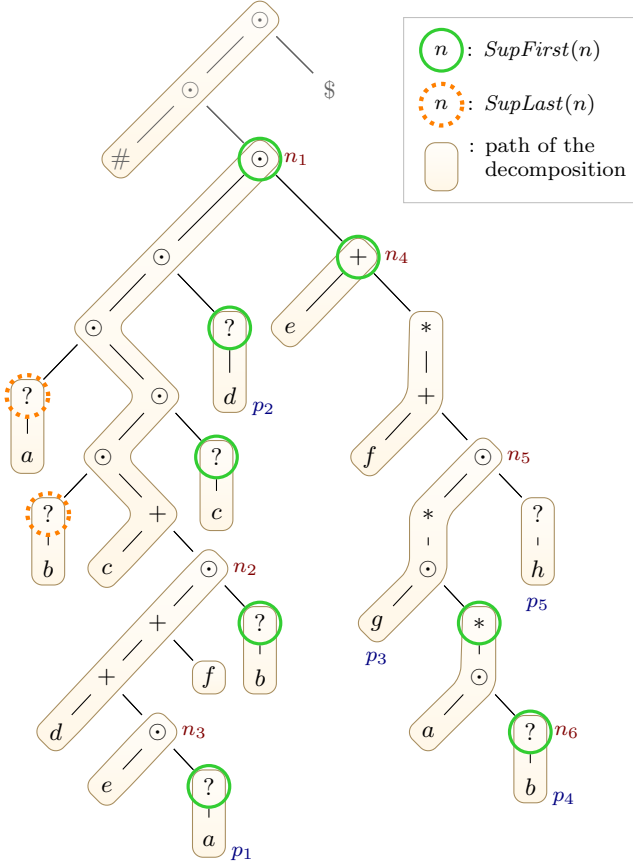 ⊙
n : SupFirst(n)
⊙ $
n : SupLast(n)
#
⊙ n₁
: path of the
decomposition
⊙ + n₄
? e *
⊙
? ⊙ d p₂ +
a ⊙ ? f ⊙ n₅
? + c * ?
b c ⊙ n₂ ⊙ h
p₅
+ ? g *
p₃
+ f b ⊙
d ⊙ n₃ a ? n₆
e ? b p₄
a p₁